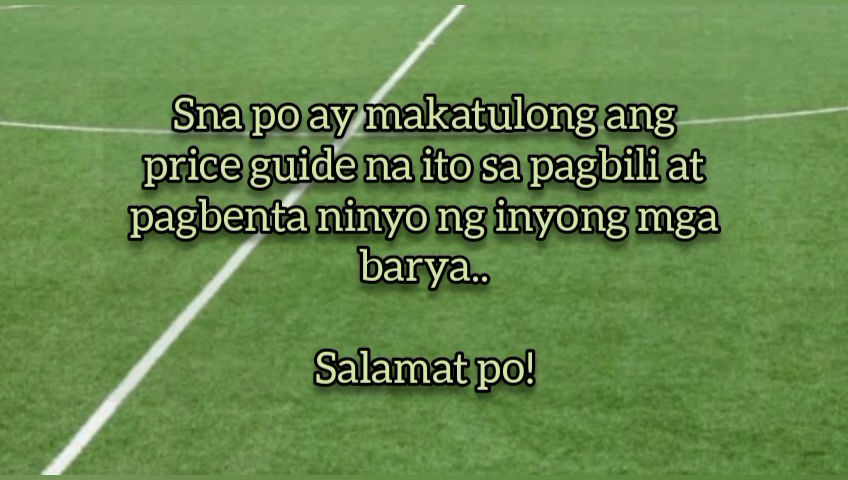 Sna po ay makatulong ang
price guide na ito sa pagbili at
pagbenta ninyo ng inyong mga
barya..
Salamat po!